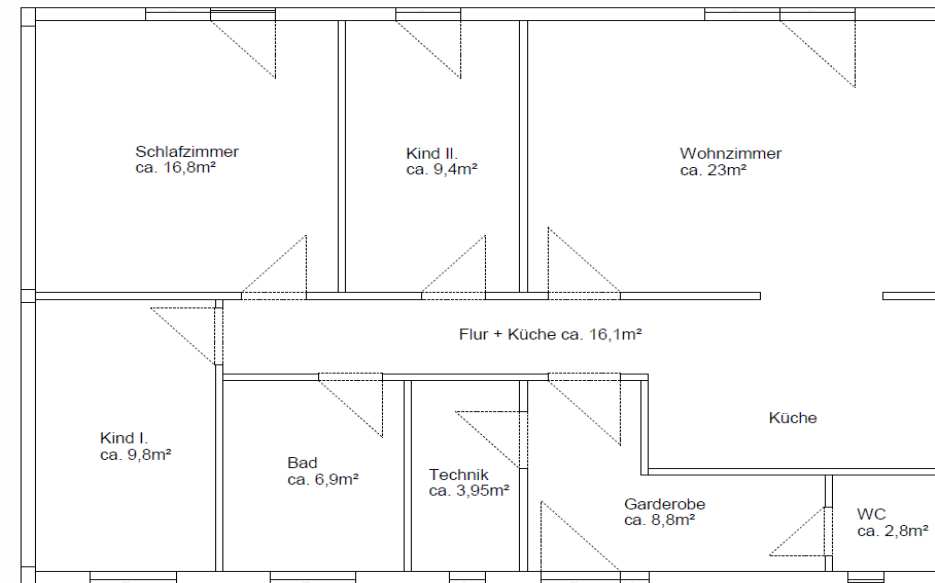 Schlafzimmer
ca. 16,8m²
Kind II.
ca. 9,4m²
Wohnzimmer
ca. 23m²
Flur + Küche ca. 16,1m²
Küche
Kind I.
ca. 9,8m²
Bad
ca. 6,9m²
Technik
ca. 3,95m²
Garderobe
ca. 8,8m²
WC
ca. 2,8m²